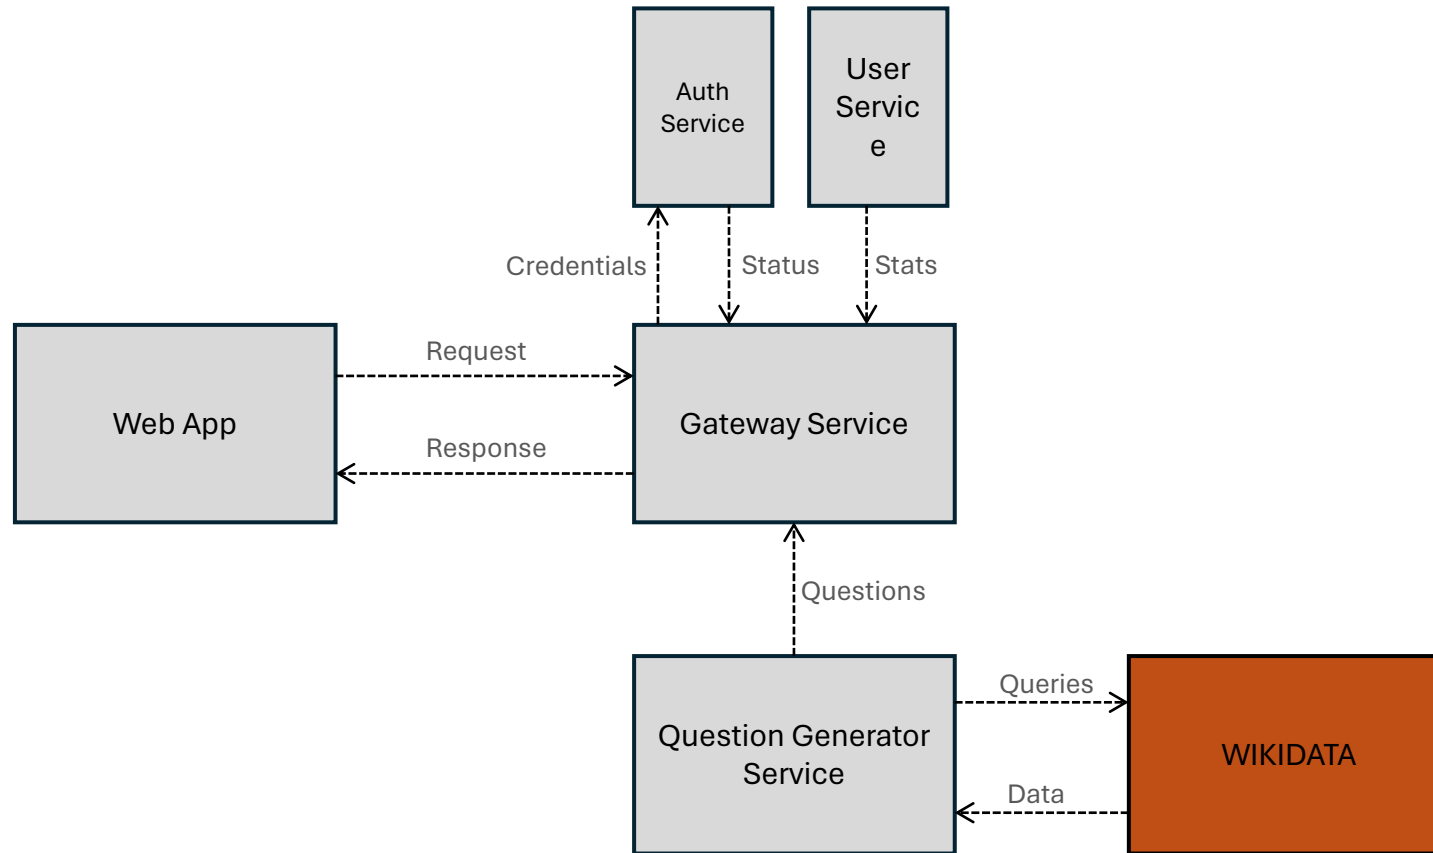 Auth
Service
User
Servic
e
Credentials
Status
Stats
Request
Web App
Gateway Service
Response
Questions
Queries
Question Generator
Service
WIKIDATA
Data